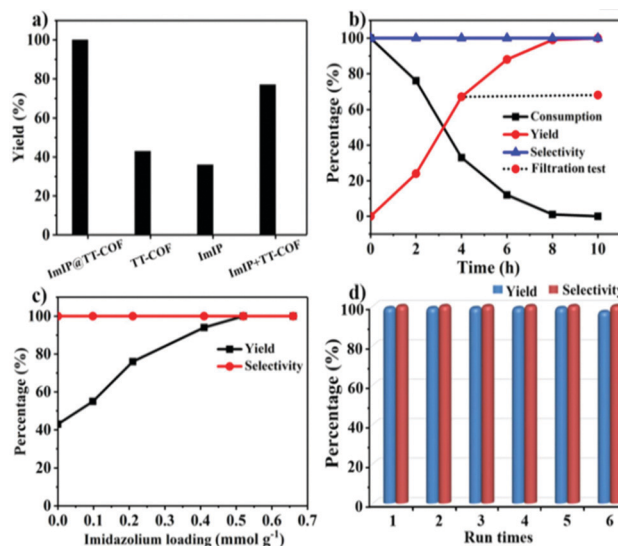 a)
Yield (%)
100
80
60
40
20
0
ImIP@TT-COF
TT-COF
ImIP
ImIP+TT-COF
b)
Percentage (%)
100
80
60
40
20
0
Consumption
Yield
Selectivity
Filtration test
0 2 4 6 8 10
Time (h)
c)
Percentage (%)
100
80
60
40
20
0
Yield
Selectivity
0.0 0.1 0.2 0.3 0.4 0.5 0.6 0.7
Imidazolium loading (mmol g⁻¹)
d)
Yield Selectivity
Percentage (%)
100
80
60
40
20
0
1 2 3 4 5 6
Run times